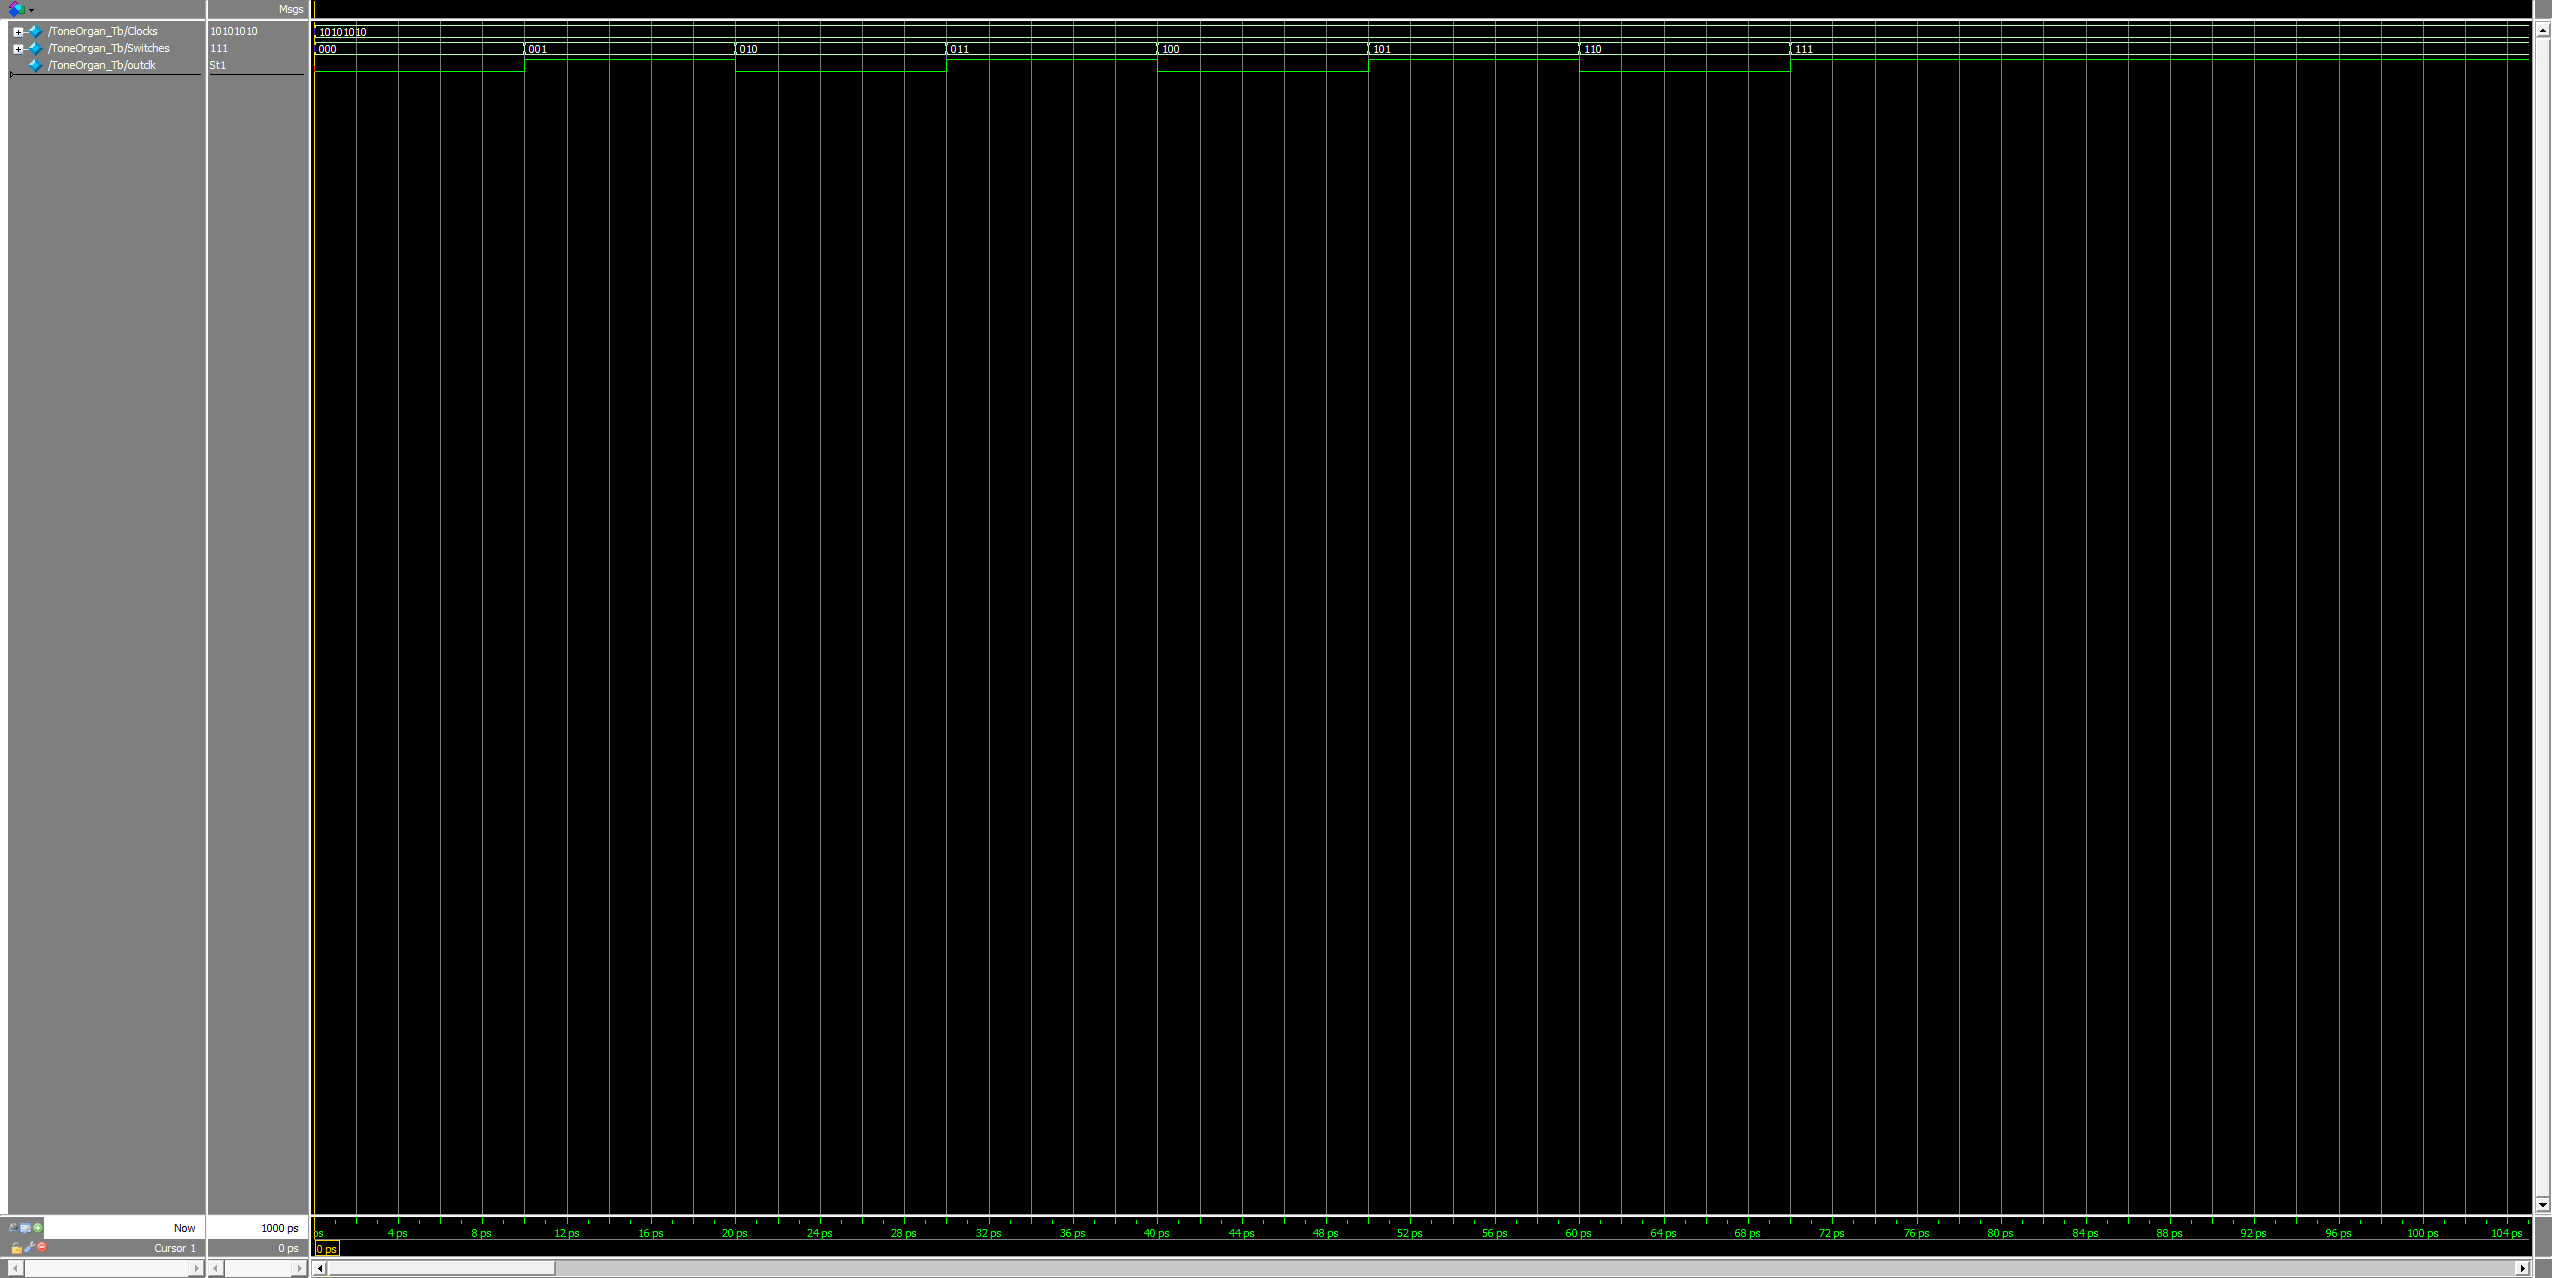 Msgs
/ToneOrgan_Tb/Clocks 10101010 10101010
/ToneOrgan_Tb/Switches 111 000 001 010 011 100 101 110 111
/ToneOrgan_Tb/outclk St1
Now 1000 ps ps 4 ps 8 ps 12 ps 16 ps 20 ps 24 ps 28 ps 32 ps 36 ps 40 ps 44 ps 48 ps 52 ps 56 ps 60 ps 64 ps 68 ps 72 ps 76 ps 80 ps 84 ps 88 ps 92 ps 96 ps 100 ps 104 ps
Cursor 1 0 ps 0 ps